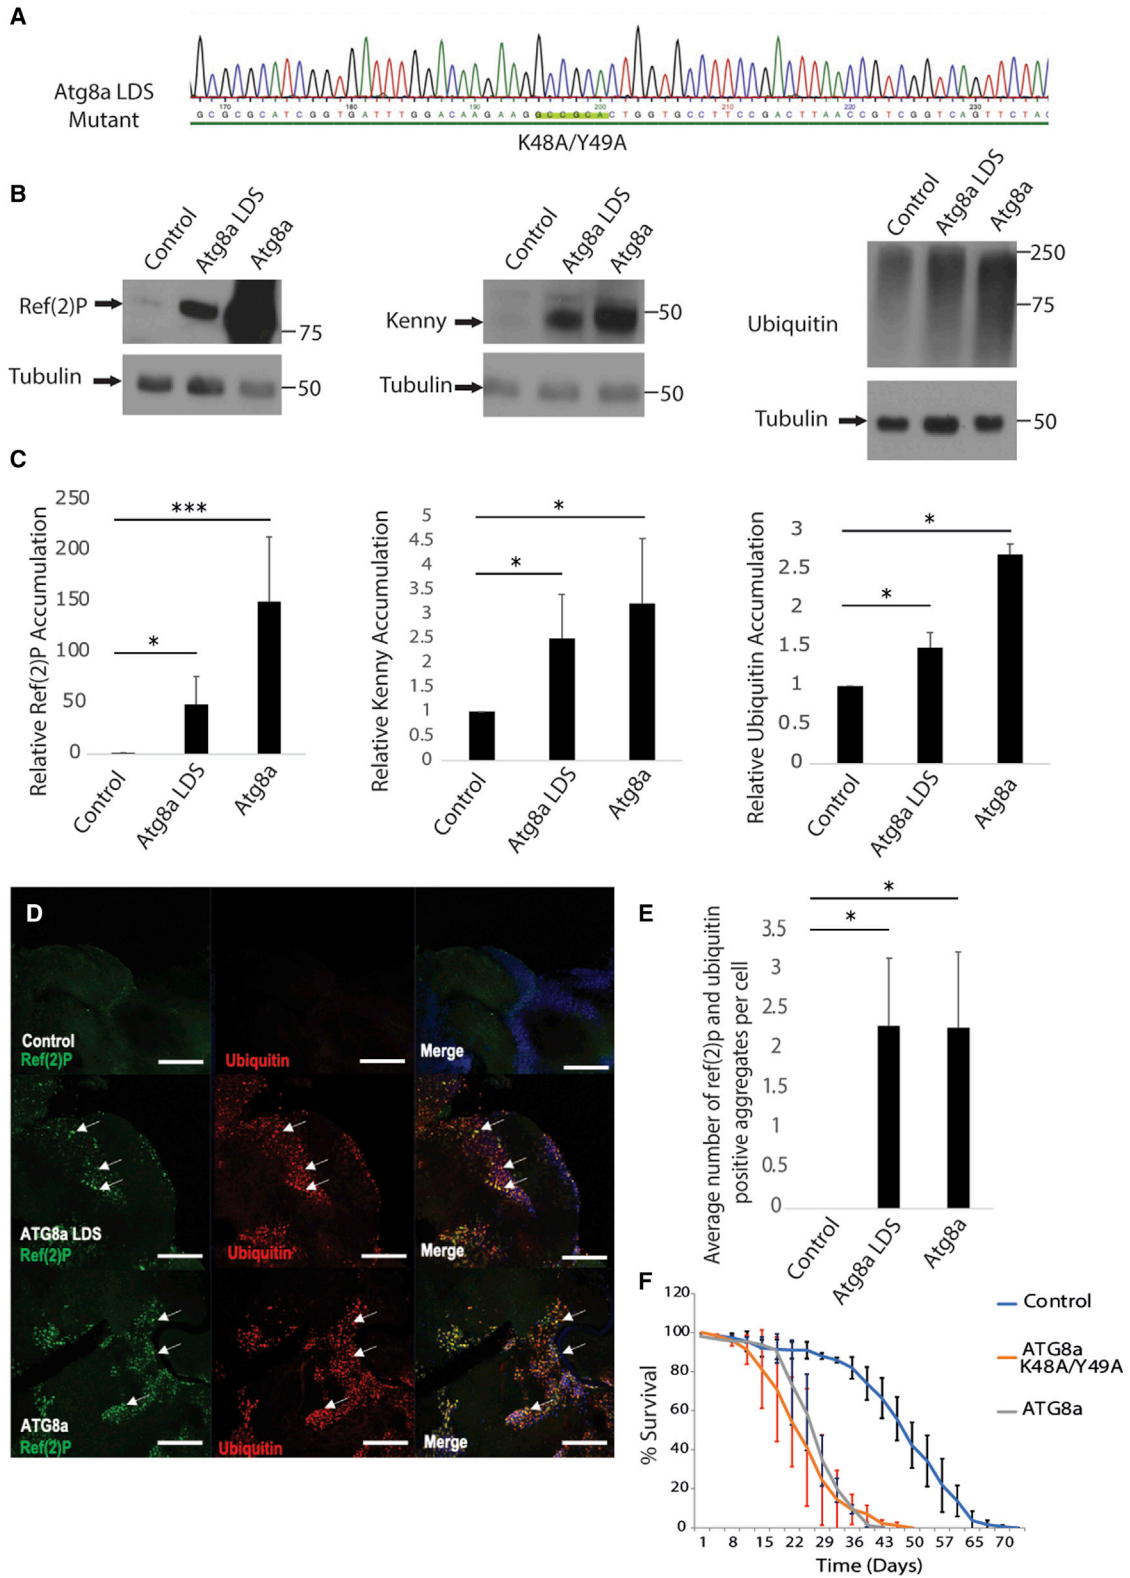 A
Atg8a LDS
Mutant
170 180 190 200 210 220 230
G C G C G C A T C G G T G A T T T G G A C A A G A A G G C C G C A C T G G T G C C T T C C G A C T T A A C C G T C G G T C A G T T C T A C
K48A/Y49A
B
Control
Atg8a LDS
Atg8a
Ref(2)P
75
Tubulin
50
Control
Atg8a LDS
Atg8a
Kenny
50
Tubulin
50
Control
Atg8a LDS
Atg8a
250
75
Ubiquitin
Tubulin
50
C
Relative Ref(2)P Accumulation
250
200
150
100
50
0
***
*
Control
Atg8a LDS
Atg8a
Relative Kenny Accumulation
5
4.5
4
3.5
3
2.5
2
1.5
1
0.5
0
*
*
Control
Atg8a LDS
Atg8a
Relative Ubiquitin Accumulation
3
2.5
2
1.5
1
0.5
0
*
*
Control
Atg8a LDS
Atg8a
D
Control
Ref(2)P
Ubiquitin
Merge
ATG8a LDS
Ref(2)P
Ubiquitin
Merge
ATG8a
Ref(2)P
Ubiquitin
Merge
E
Average number of ref(2)p and ubiquitin
positive aggregates per cell
3.5
3
2.5
2
1.5
1
0.5
0
*
*
Control
Atg8a LDS
Atg8a
F
% Survival
120
100
80
60
40
20
0
1 8 15 22 29 36 43 50 57 65 70
Time (Days)
Control
ATG8a
K48A/Y49A
ATG8a